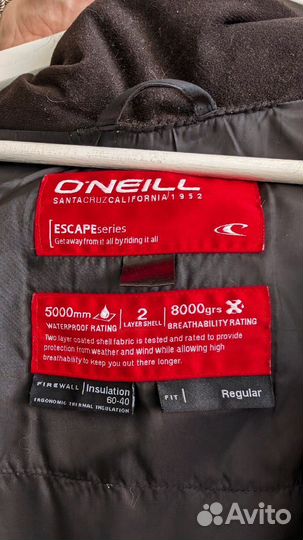 O'NEILL
SANTA CRUZ CALIFORNIA / 1952
[ESCAPEseries
Get away from it all by riding it all
5000mm
WATERPROOF RATING
2
LAYER SHELL
8000grs
BREATHABILITY RATING
Two layer coated shell fabric is tested and rated to provide
protection from weather and wind while allowing high
breathability to keep you out there longer.
FIREWALL Insulation
60-40
ERGONOMIC THERMAL INSULATION
FIT Regular
Avito